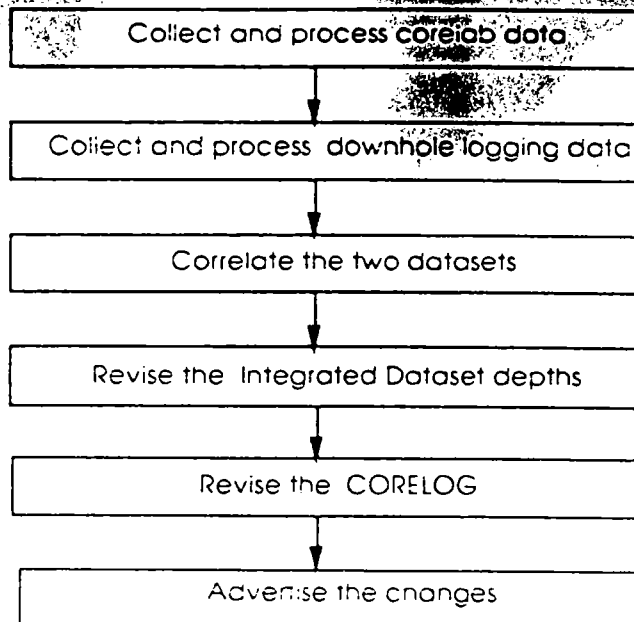 Collect and process corelab data
Collect and process downhole logging data
Correlate the two datasets
Revise the Integrated Dataset depths
Revise the CORELOG
Advertise the changes